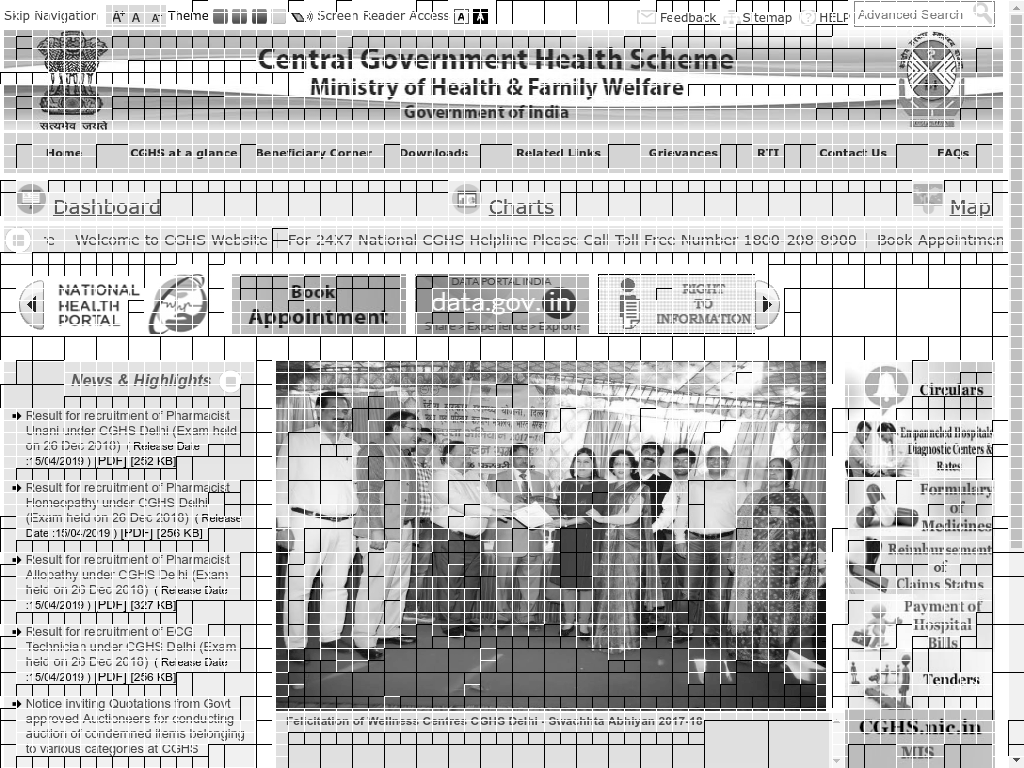 Skip Navigation A+ A A- Theme Screen Reader Access A A Feedback Sitemap HELP Advanced Search
Central Government Health Scheme
Ministry of Health & Family Welfare
Government of India
सत्यमेव जयते
Home CGHS at a glance Beneficiary Corner Downloads Related Links Grievances RTI Contact Us FAQs
Dashboard Charts Map
re Welcome to CGHS Website For 24X7 National CGHS Helpline Please Call Toll Free Number 1800 208 8900 | Book Appointmen
NATIONAL
HEALTH
PORTAL
Book
Appointment
DATA PORTAL INDIA
data.gov.in
Share > Experience > Explore
RIGHT
TO
INFORMATION
News & Highlights
Result for recruitment of Pharmacist
Unani under CGHS Delhi (Exam held
on 26 Dec 2018) ( Release Date
:15/04/2019 ) [PDF] [252 KB]
Result for recruitment of Pharmacist
Homeopathy under CGHS Delhi
(Exam held on 26 Dec 2018) ( Release
Date :15/04/2019 ) [PDF] [256 KB]
Result for recruitment of Pharmacist
Allopathy under CGHS Delhi (Exam
held on 26 Dec 2018) ( Release Date
:15/04/2019 ) [PDF] [327 KB]
Result for recruitment of ECG
Technician under CGHS Delhi (Exam
held on 26 Dec 2018) ( Release Date
:15/04/2019 ) [PDF] [256 KB]
Notice inviting Quotations from Govt
approved Auctioneers for conducting
auction of condemned items belonging
to various categories at CGHS
Felicitation of Wellness Centres CGHS Delhi - Swachhta Abhiyan 2017-18
Circulars
Empanneled Hospitals
Diagnostic Centers &
Rates
Formulary
of
Medicines
Reimbursement
of
Claims Status
Payment of
Hospital
Bills
Tenders
CGHS.nic.in
MIS